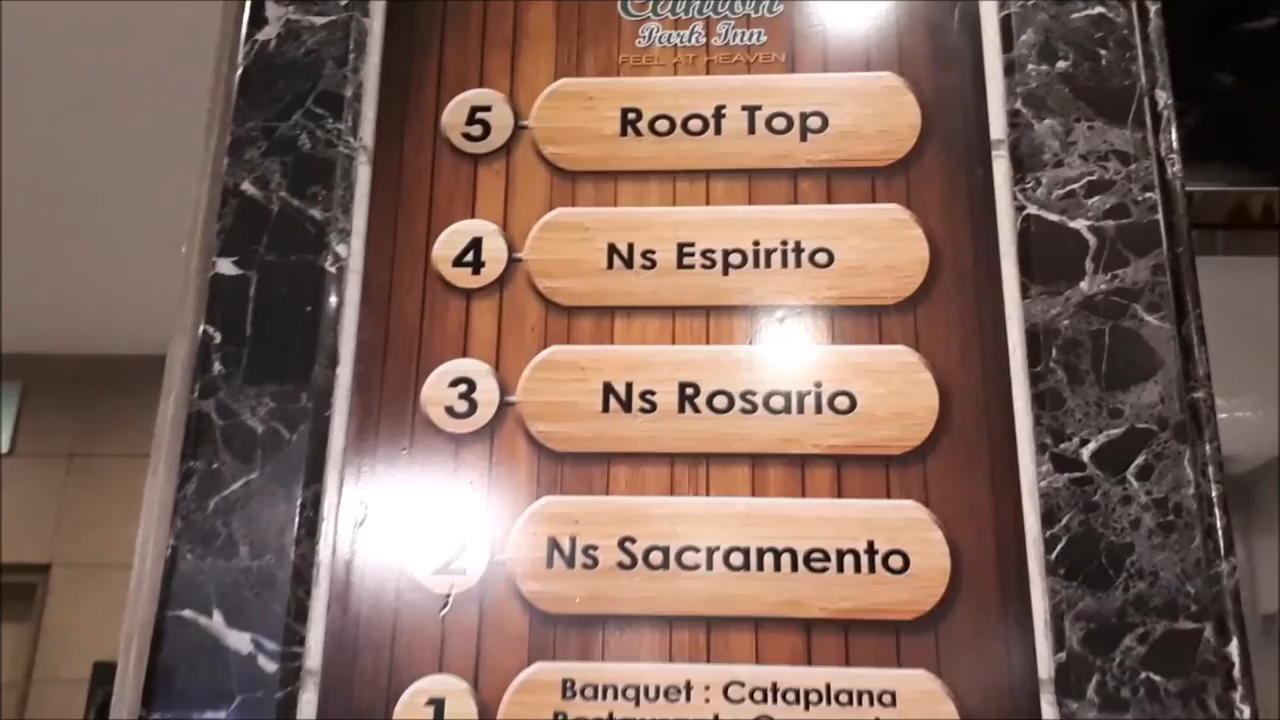 Park Inn
FEEL AT HEAVEN
5 Roof Top
4 Ns Espirito
3 Ns Rosario
2 Ns Sacramento
1 Banquet : Cataplana